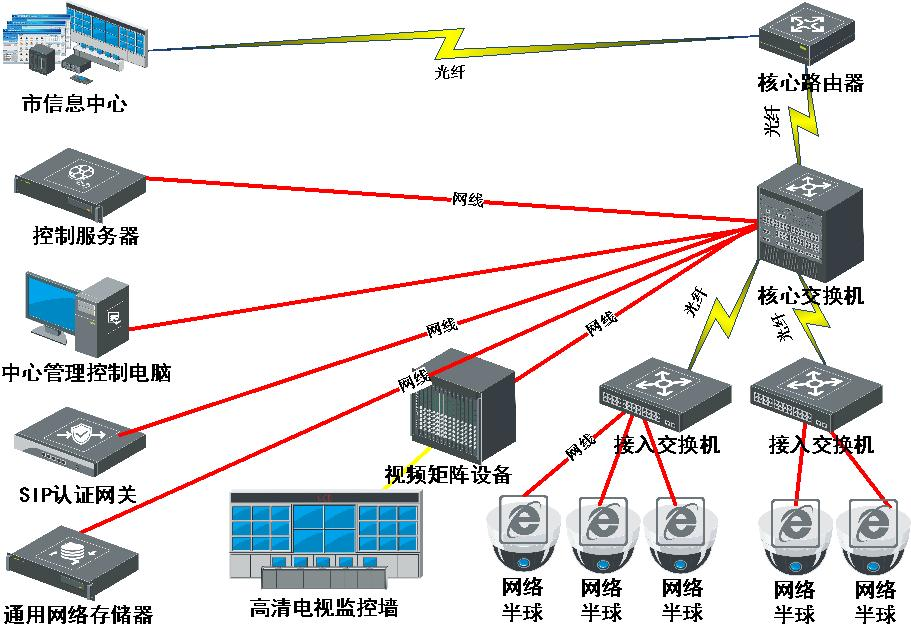 光纤
市信息中心
核心路由器
光纤
网线
控制服务器
核心交换机
光纤
光纤
网线
网线
中心管理控制电脑
网线
接入交换机
接入交换机
网线
视频矩阵设备
SIP认证网关
LCD
高清电视监控墙
通用网络存储器
网络
半球
网络
半球
网络
半球
网络
半球
网络
半球